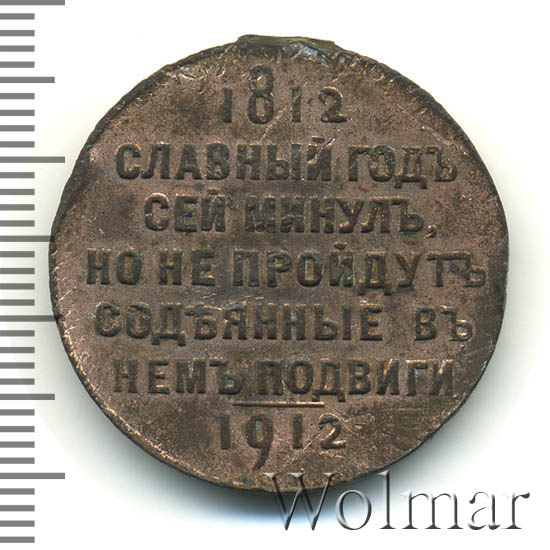 1812
СЛАВНЫЙ ГОДЪ
СЕЙ МИНУЛЪ,
НО НЕ ПРОЙДУТЪ
СОДѢЯННЫЕ ВЪ
НЕМЪ ПОДВИГИ
1912
Wolmar